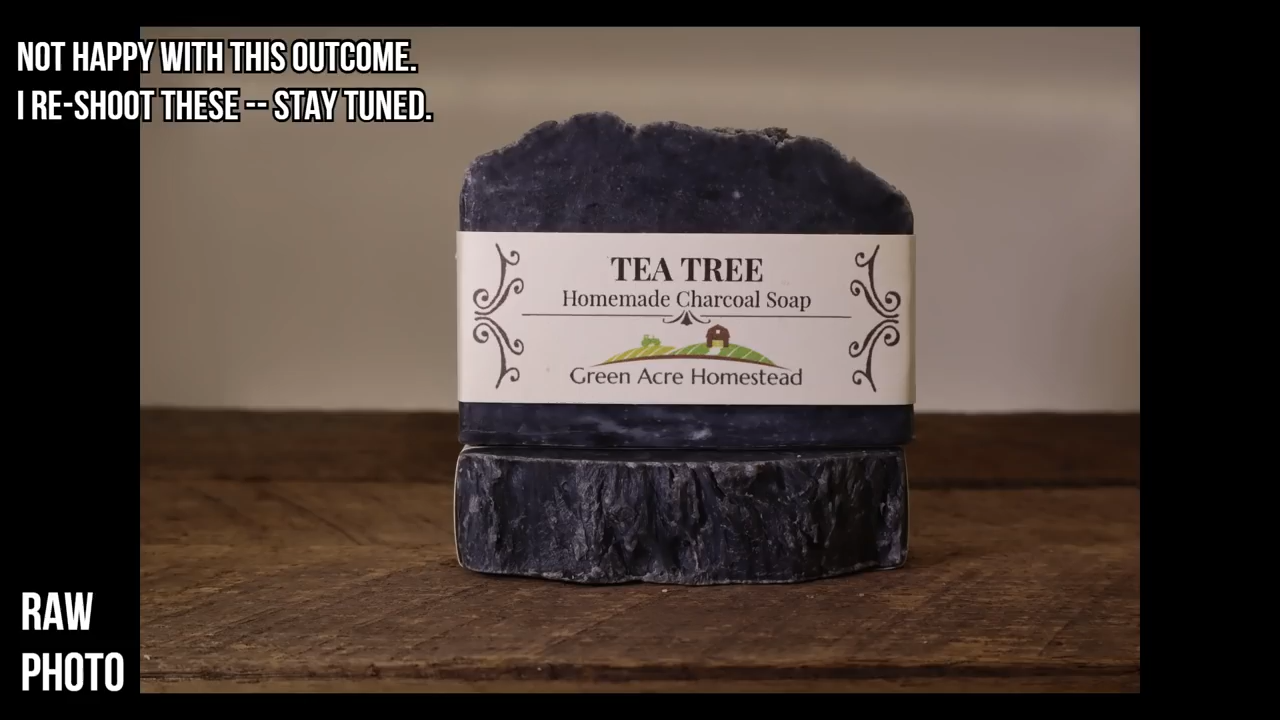 NOT HAPPY WITH THIS OUTCOME.
I RE-SHOOT THESE -- STAY TUNED.
TEA TREE
Homemade Charcoal Soap
Green Acre Homestead
RAW
PHOTO